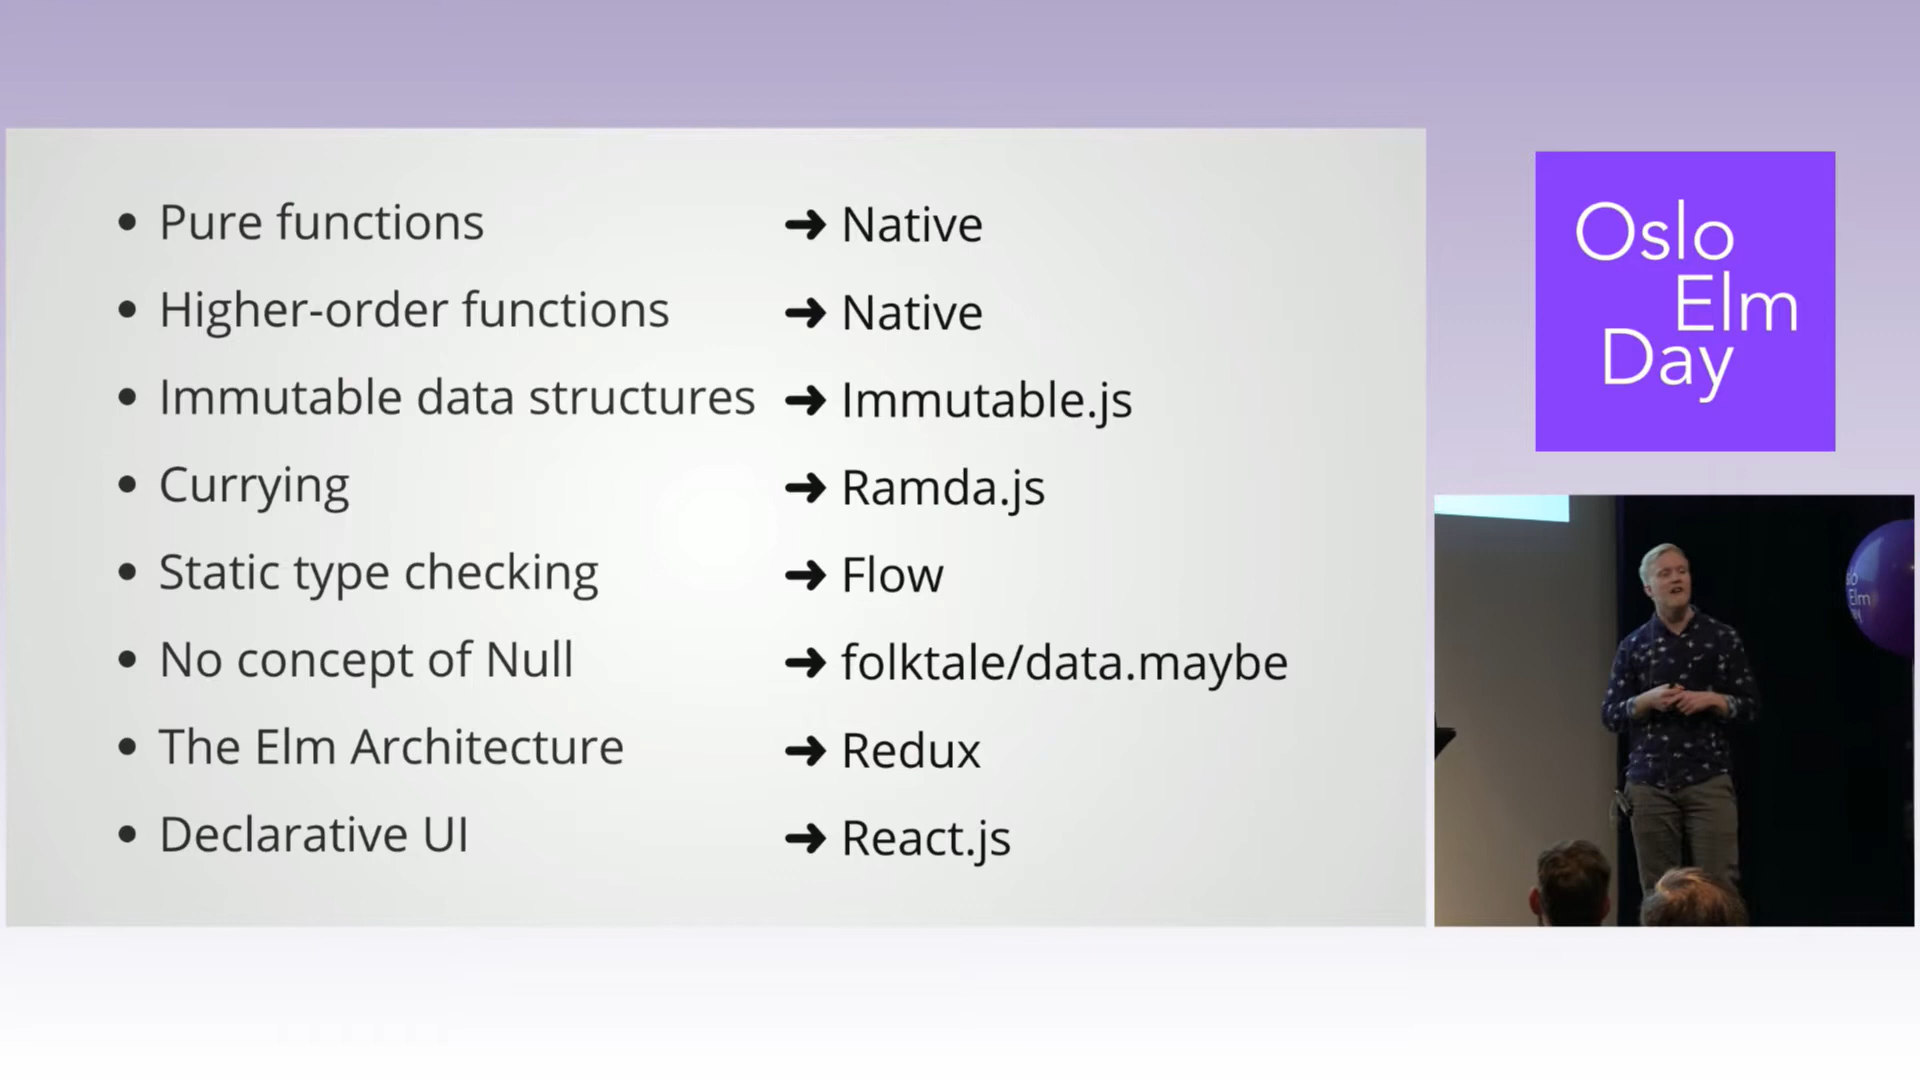 Pure functions ➜ Native
Higher-order functions ➜ Native
Immutable data structures ➜ Immutable.js
Currying ➜ Ramda.js
Static type checking ➜ Flow
No concept of Null ➜ folktale/data.maybe
The Elm Architecture ➜ Redux
Declarative UI ➜ React.js
Oslo
Elm
Day
Elm